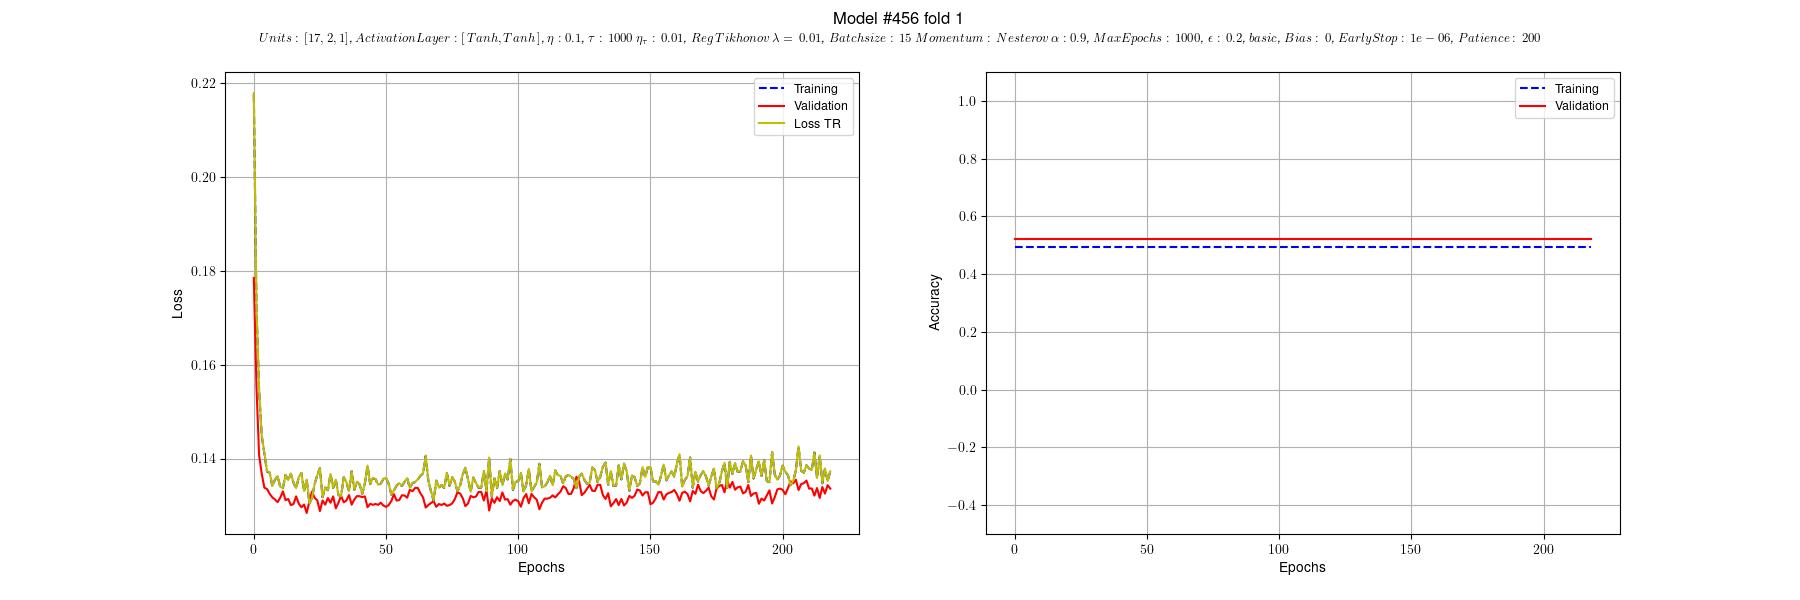 Model #456 fold 1
Units : [17, 2, 1], ActivationLayer : [Tanh, Tanh], η : 0.1, τ : 1000 η_τ : 0.01, RegTikhonov λ = 0.01, Batchsize : 15 Momentum : Nesterov α : 0.9, MaxEpochs : 1000, ϵ : 0.2, basic, Bias : 0, EarlyStop : 1e − 06, Patience : 200
0.22
0.20
0.18
0.16
0.14
Loss
0
50
100
150
200
Epochs
Training
Validation
Loss TR
1.0
0.8
0.6
0.4
0.2
0.0
−0.2
−0.4
Accuracy
0
50
100
150
200
Epochs
Training
Validation